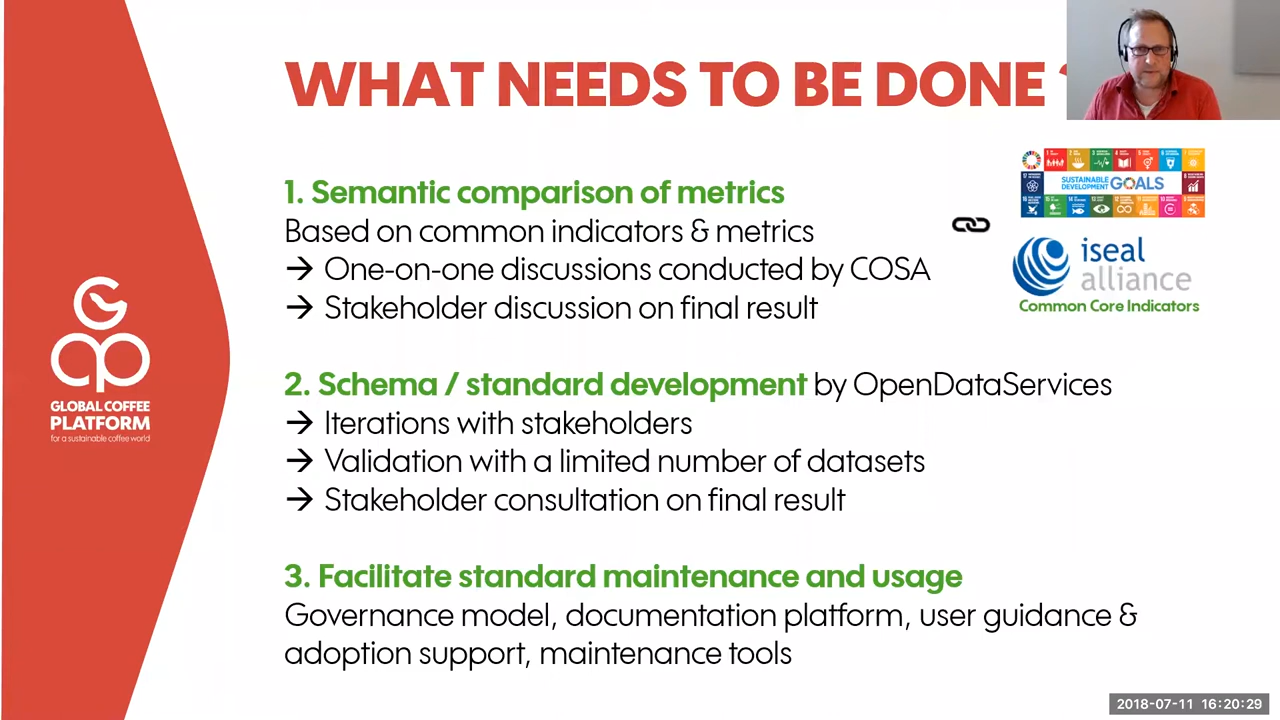 WHAT NEEDS TO BE DONE
1. Semantic comparison of metrics
Based on common indicators & metrics
→ One-on-one discussions conducted by COSA
→ Stakeholder discussion on final result
SUSTAINABLE
DEVELOPMENT GOALS
iseal
alliance
Common Core Indicators
2. Schema / standard development by OpenDataServices
→ Iterations with stakeholders
→ Validation with a limited number of datasets
→ Stakeholder consultation on final result
3. Facilitate standard maintenance and usage
Governance model, documentation platform, user guidance &
adoption support, maintenance tools
Gcp
GLOBAL COFFEE
PLATFORM
for a sustainable coffee world
2018-07-11 16:20:29